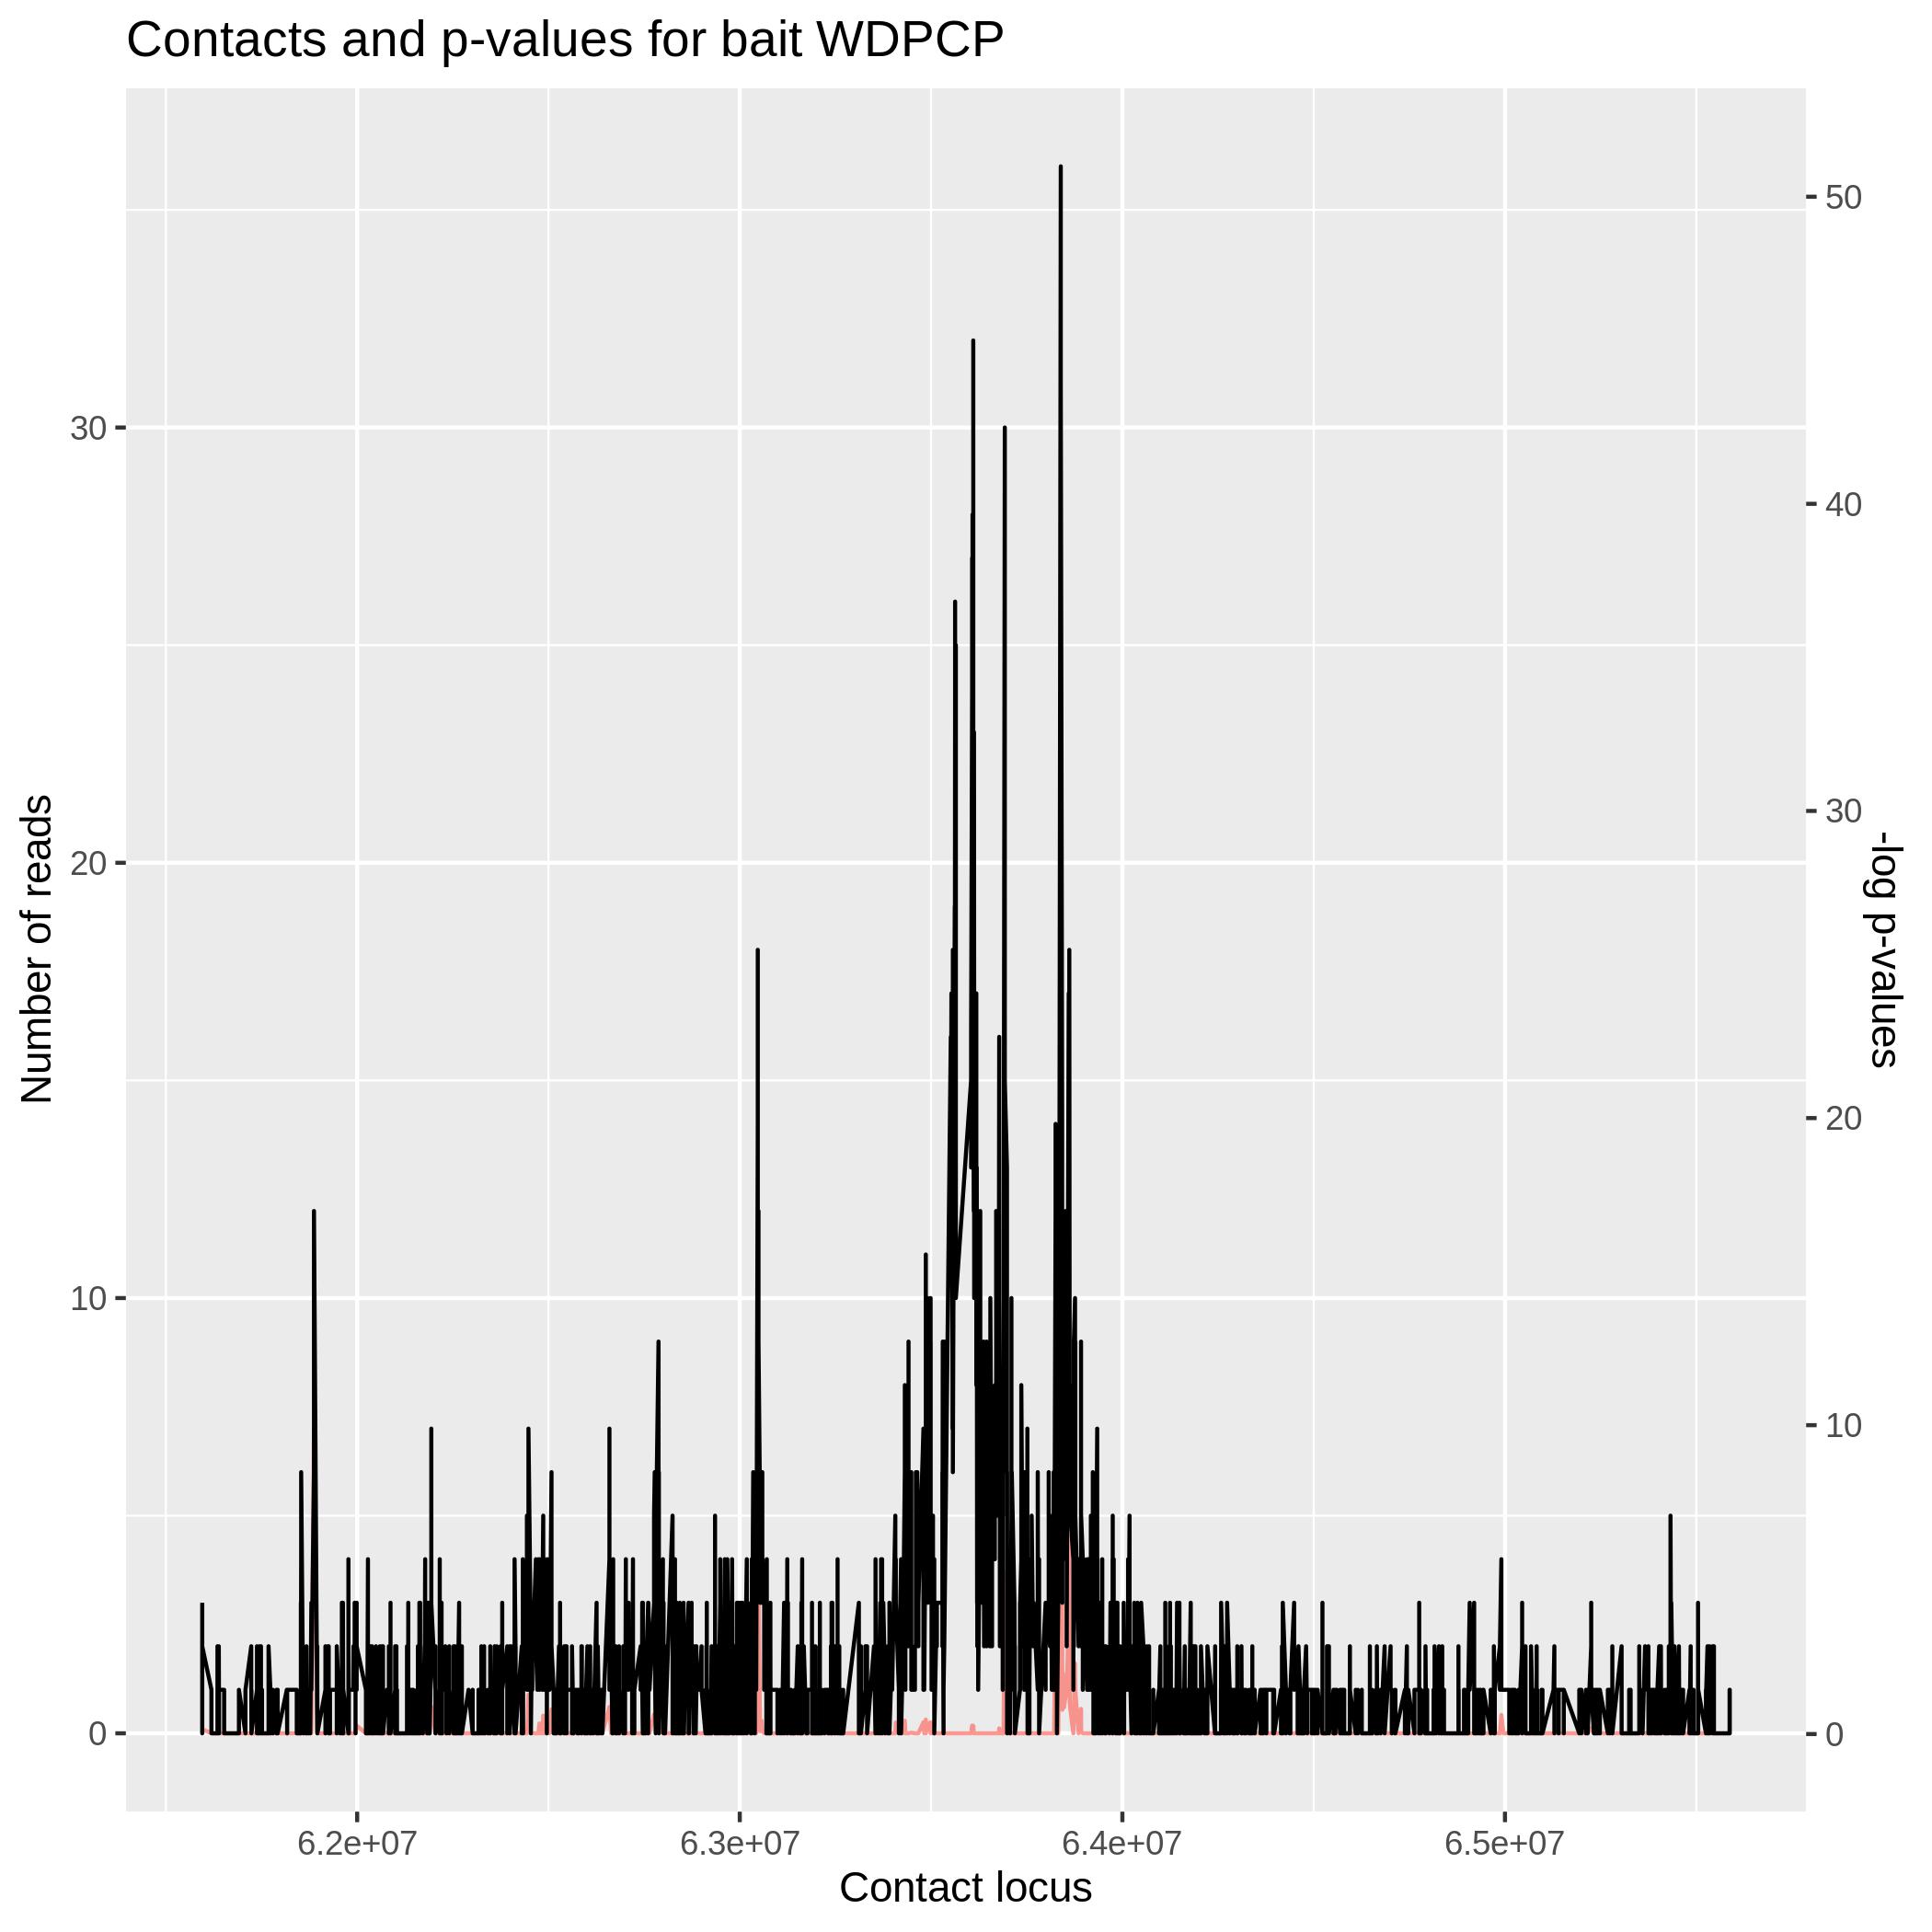 Contacts and p-values for bait WDPCP
Number of reads
30
20
10
0
50
40
30
20
10
0
-log p-values
6.2e+07
6.3e+07
6.4e+07
6.5e+07
Contact locus